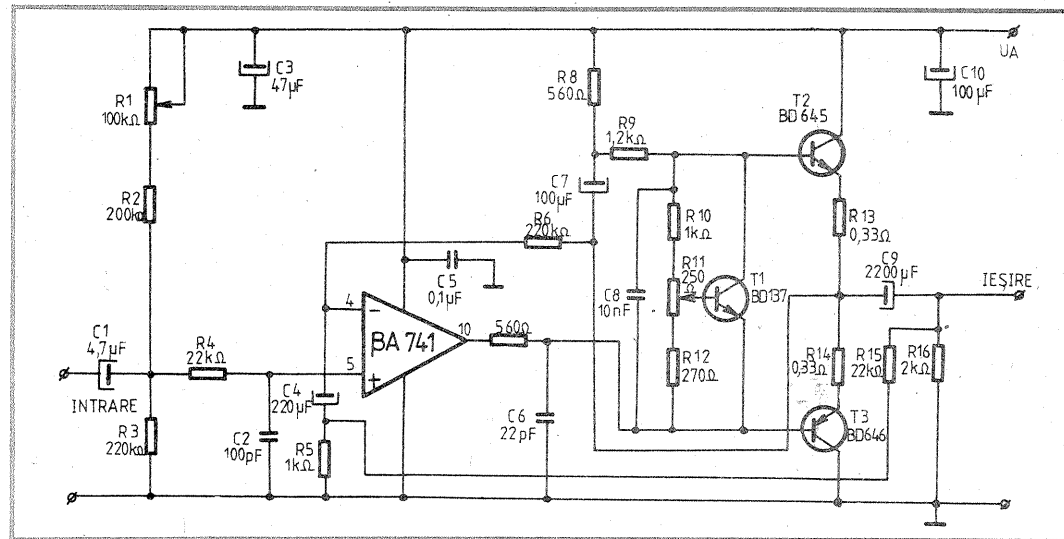 UA
R1
100kΩ
C3
47µF
R8
560Ω
T2
BD645
C10
100µF
R9
1,2kΩ
R2
200k
C7
100µF
R6
220kΩ
R10
1kΩ
R13
0,33Ω
C5
0,1µF
R11
250
Ω
T1
BD137
C8
10nF
C9
2200µF
IEŞIRE
C1
4,7µF
R4
22kΩ
4
−
BA 741
10
560Ω
5
+
C4
220µF
R12
270Ω
R14
0,33Ω
R15
22kΩ
R16
2kΩ
INTRARE
R3
220kΩ
C2
100pF
R5
1kΩ
C6
22pF
T3
BD646